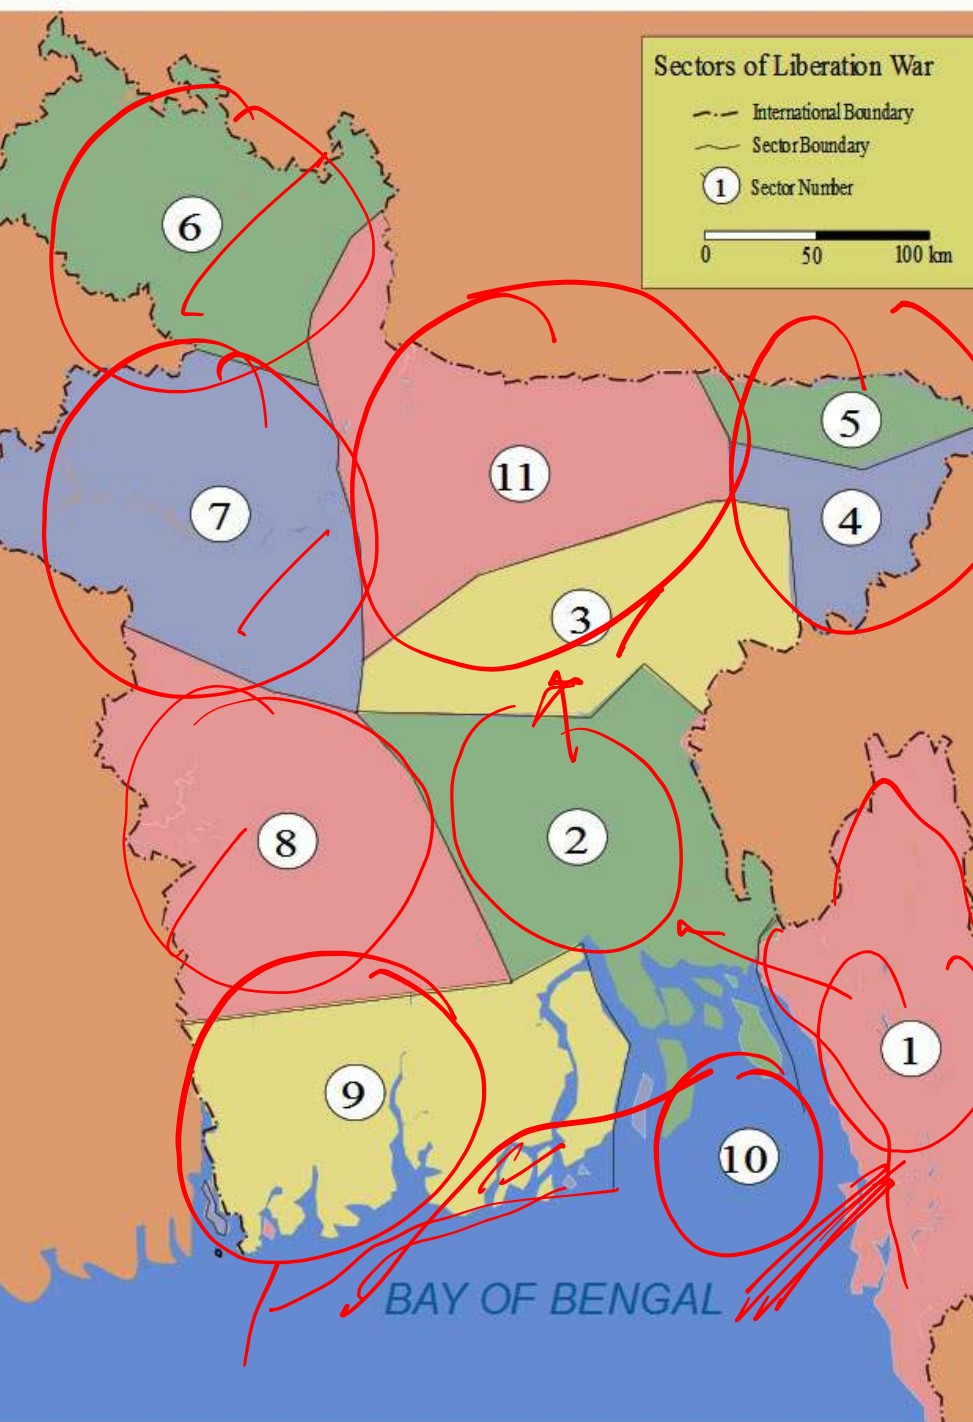 Sectors of Liberation War
International Boundary
Sector Boundary
1 Sector Number
0 50 100 km
6
5
11
4
7
3
2
8
1
9
10
BAY OF BENGAL